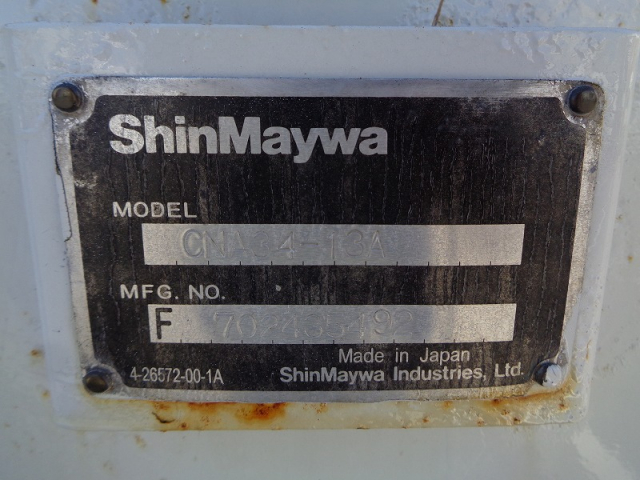 ShinMaywa
MODEL
MFG. NO.
F
Made in Japan
4-26572-00-1A ShinMaywa Industries, Ltd.